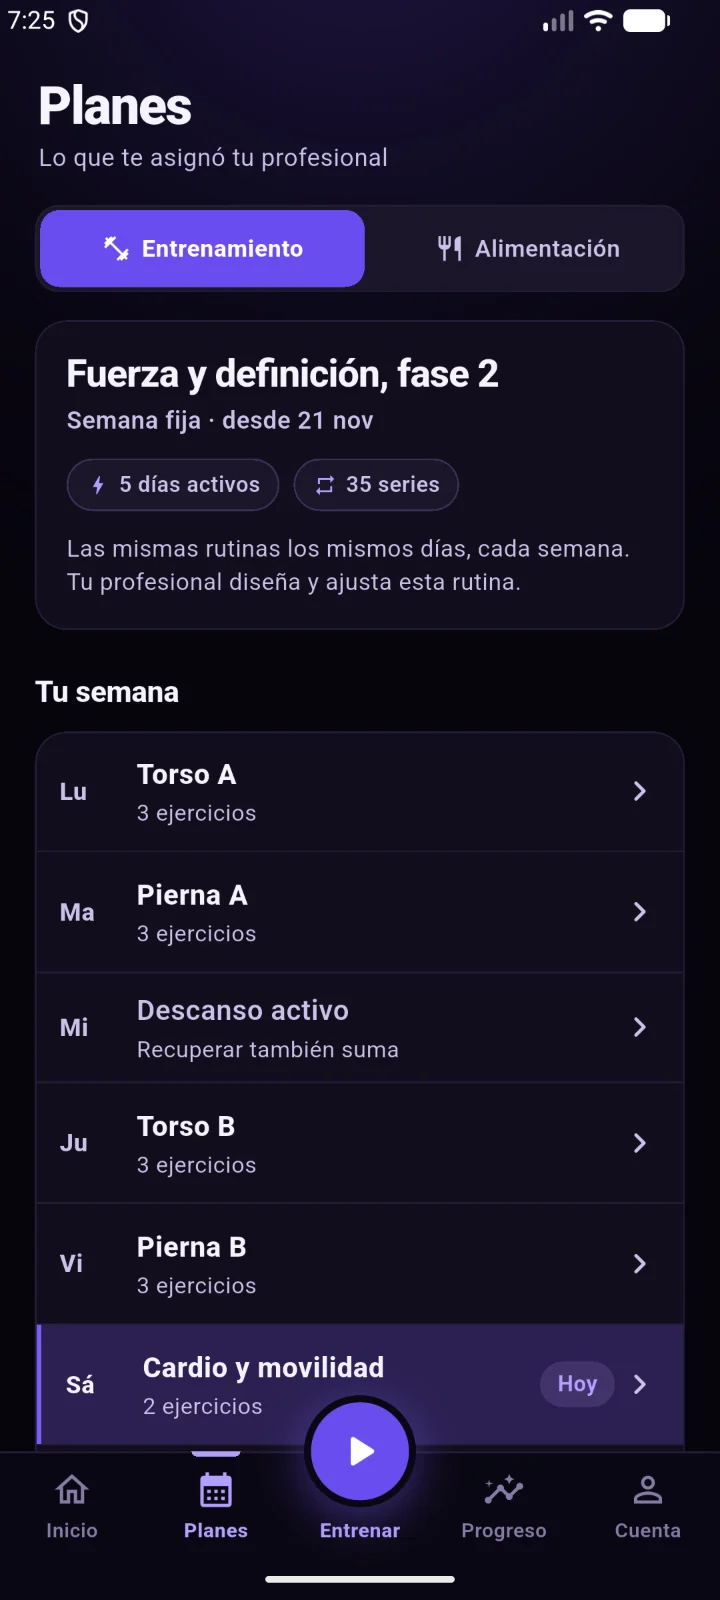 7:25
Planes
Lo que te asignó tu profesional
Entrenamiento
Alimentación
Fuerza y definición, fase 2
Semana fija · desde 21 nov
5 días activos
35 series
Las mismas rutinas los mismos días, cada semana.
Tu profesional diseña y ajusta esta rutina.
Tu semana
Lu
Torso A
3 ejercicios
Ma
Pierna A
3 ejercicios
Mi
Descanso activo
Recuperar también suma
Ju
Torso B
3 ejercicios
Vi
Pierna B
3 ejercicios
Sá
Cardio y movilidad
2 ejercicios
Hoy
Inicio
Planes
Entrenar
Progreso
Cuenta